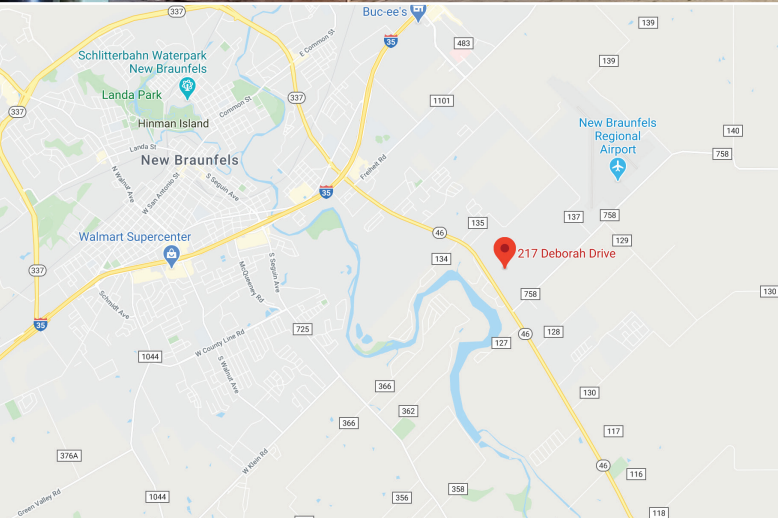 337
Buc-ee's
139
35
483
E Common St
Schlitterbahn Waterpark
New Braunfels
139
Landa Park
337
1101
Common St
337
Hinman Island
New Braunfels
Regional
Airport
140
Landa St
758
New Braunfels
Freiheit Rd
N Walnut Ave
W San Antonio St
S Seguin Ave
35
137
758
135
46
129
Walmart Supercenter
217 Deborah Drive
134
337
S Seguin Ave
McQueeney Rd
758
130
Schmidt Ave
35
725
46
128
W County Line Rd
127
1044
S Walnut Ave
366
130
362
366
117
376A
W Klein Rd
46
116
Green Valley Rd
1044
358
356
118